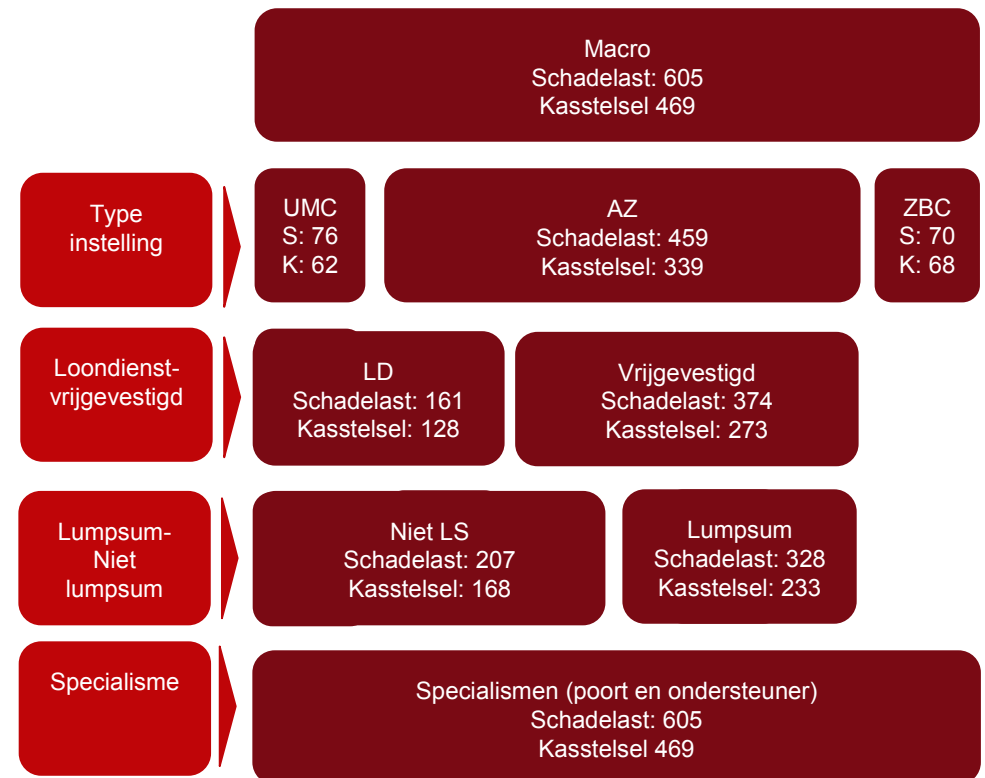 Macro
Schadelast: 605
Kasstelsel 469
Type
instelling
UMC
S: 76
K: 62
AZ
Schadelast: 459
Kasstelsel: 339
ZBC
S: 70
K: 68
Loondienst-
vrijgevestigd
LD
Schadelast: 161
Kasstelsel: 128
Vrijgevestigd
Schadelast: 374
Kasstelsel: 273
Lumpsum-
Niet
lumpsum
Niet LS
Schadelast: 207
Kasstelsel: 168
Lumpsum
Schadelast: 328
Kasstelsel: 233
Specialisme
Specialismen (poort en ondersteuner)
Schadelast: 605
Kasstelsel 469